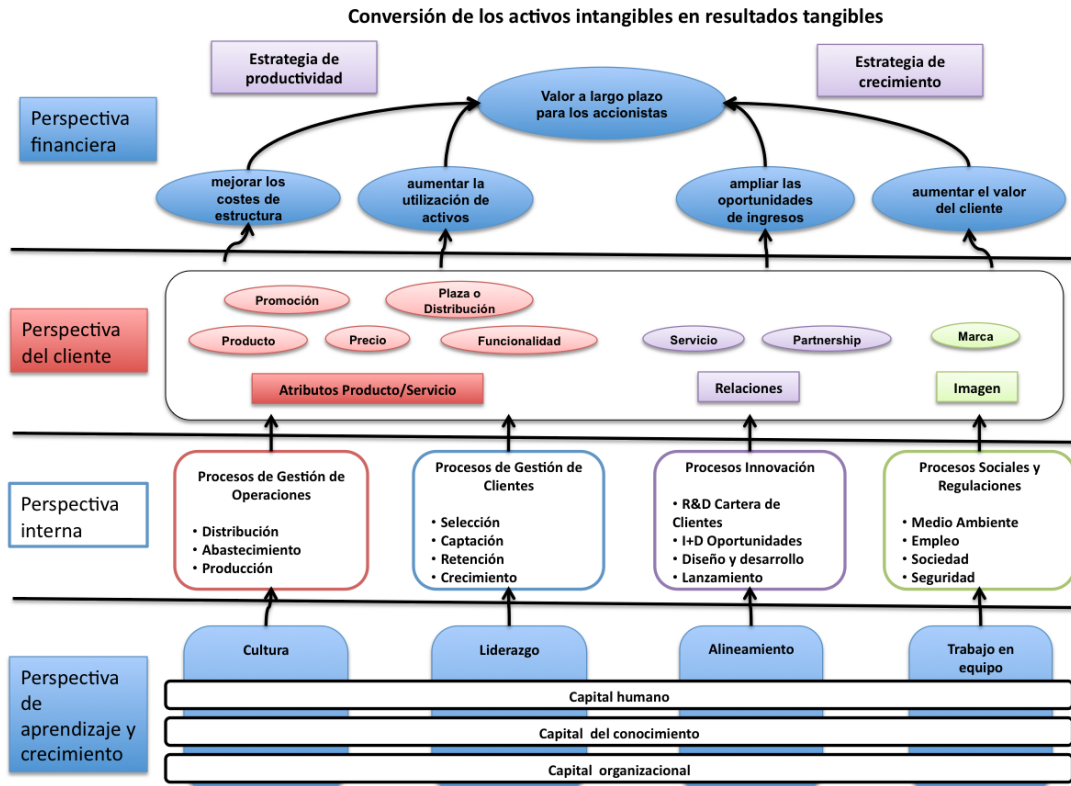 Conversión de los activos intangibles en resultados tangibles
Estrategia de
productividad
Estrategia de
crecimiento
Valor a largo plazo
para los accionistas
Perspectiva
financiera
mejorar los
costes de
estructura
aumentar la
utilización de
activos
ampliar las
oportunidades
de ingresos
aumentar el valor
del cliente
Perspectiva
del cliente
Promoción
Plaza o
Distribución
Producto
Precio
Funcionalidad
Servicio
Partnership
Marca
Atributos Producto/Servicio
Relaciones
Imagen
Perspectiva
interna
Procesos de Gestión de
Operaciones
• Distribución
• Abastecimiento
• Producción
Procesos de Gestión de
Clientes
• Selección
• Captación
• Retención
• Crecimiento
Procesos Innovación
• R&D Cartera de
Clientes
• I+D Oportunidades
• Diseño y desarrollo
• Lanzamiento
Procesos Sociales y
Regulaciones
• Medio Ambiente
• Empleo
• Sociedad
• Seguridad
Perspectiva
de
aprendizaje y
crecimiento
Cultura
Liderazgo
Alineamiento
Trabajo en
equipo
Capital humano
Capital del conocimiento
Capital organizacional